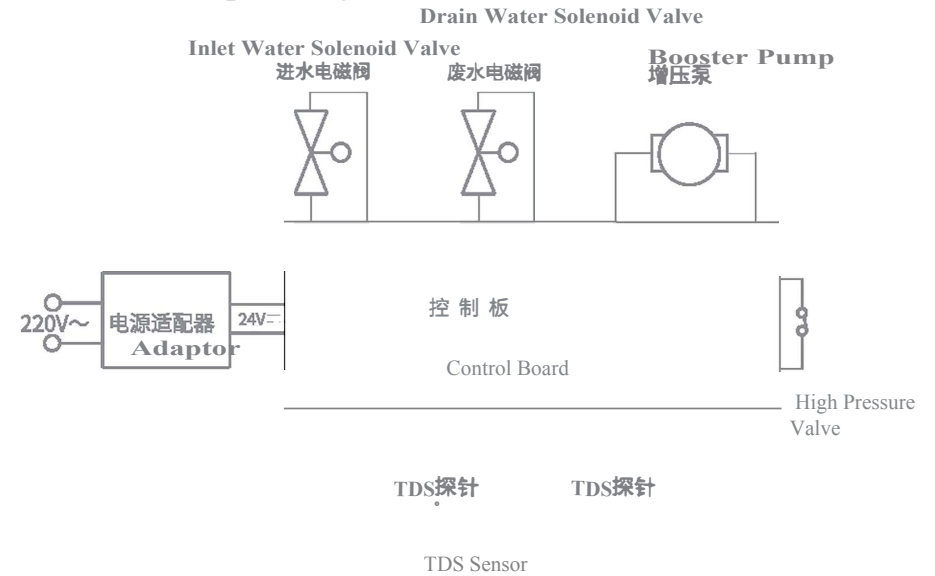 Drain Water Solenoid Valve
Inlet Water Solenoid Valve
Booster Pump
进水电磁阀
废水电磁阀
增压泵
220V～
电源适配器
Adaptor
24V
控制板
Control Board
High Pressure
Valve
TDS探针
TDS探针
TDS Sensor